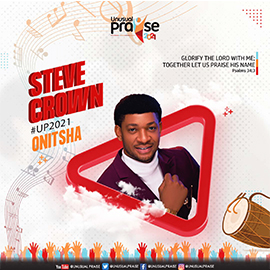 Unusual
praise
GLORIFY THE LORD WITH ME;
TOGETHER LET US PRAISE HIS NAME
Psalms 34:3
STEVE
CROWN
#UP2021
ONITSHA
@UNUSUALPRAISE @UNUSUALPRAISE @UNUSUALPRAISE @UNUSUALPRAISE @UNUSUALPRAISE